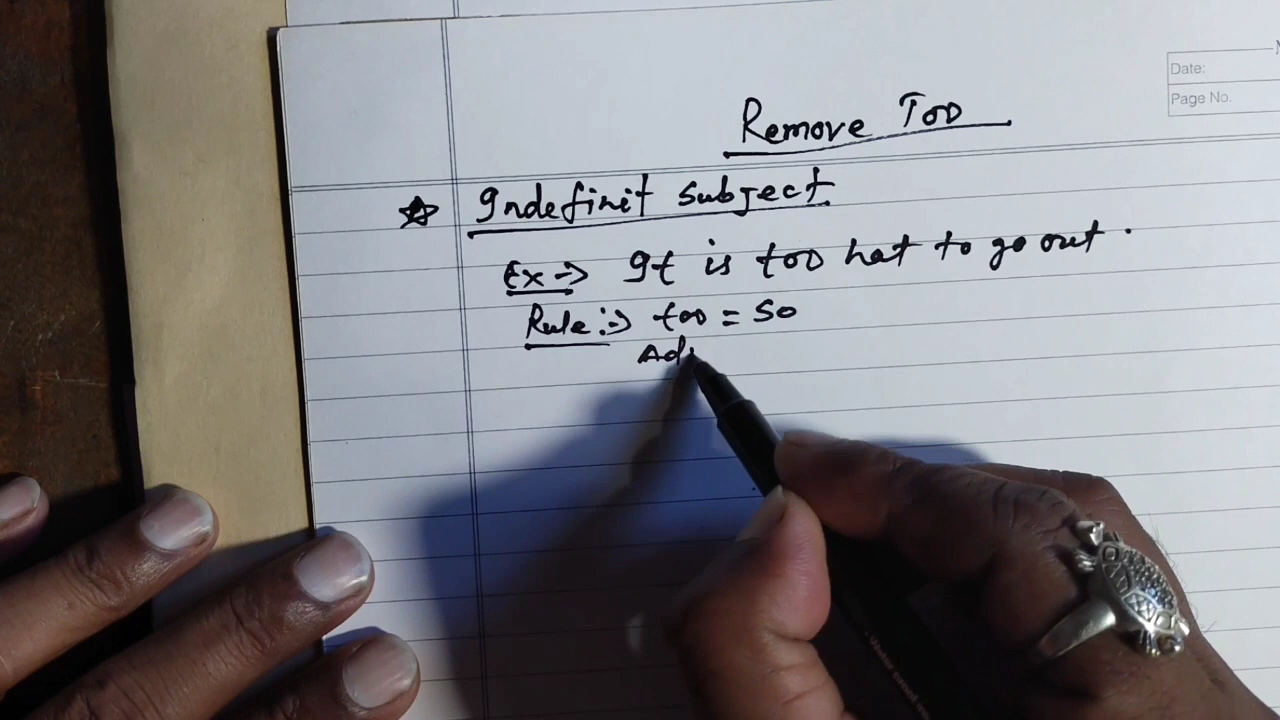 Date:
Page No.
Remove Too
Indefinit subject
Ex → It is too hat to go out.
Rule :→ too = so
Ad